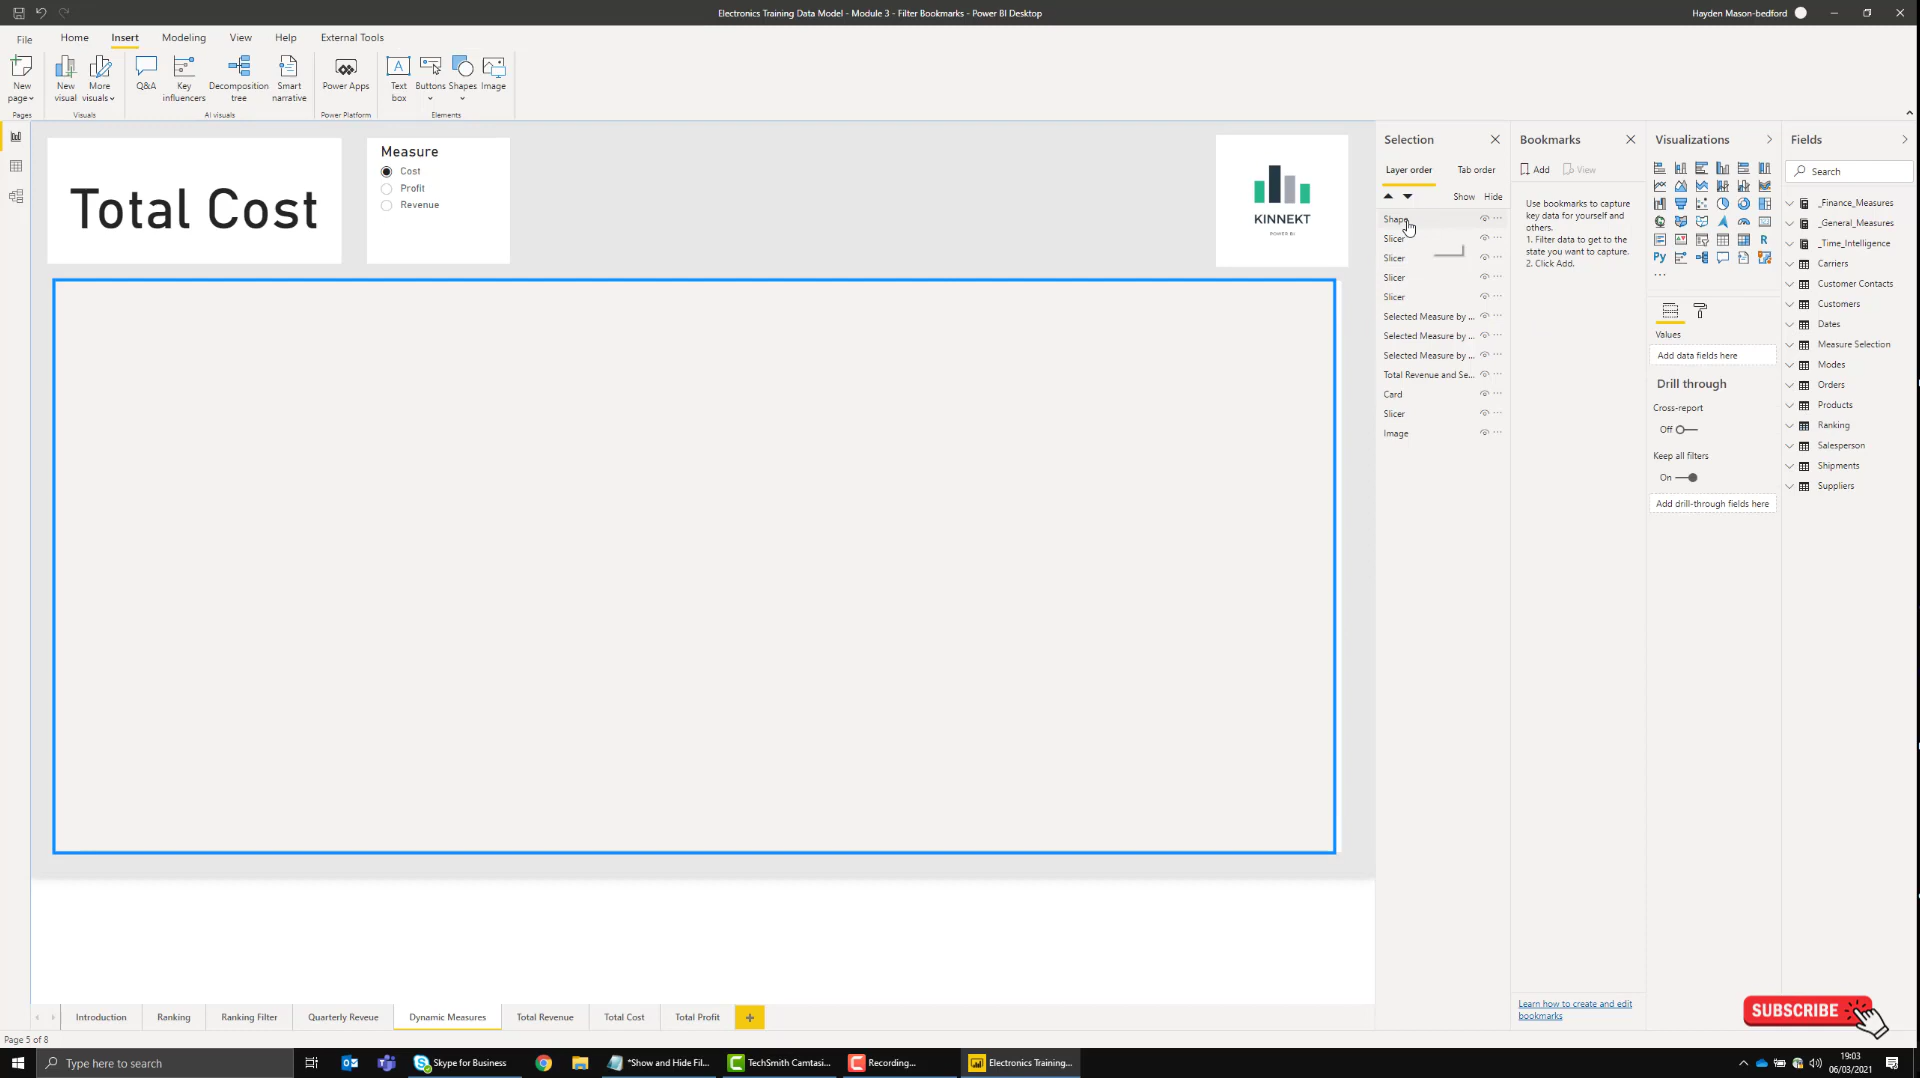 Electronics Training Data Model - Module 3 - Filter Bookmarks - Power BI Desktop
Hayden Mason-bedford
File
Home
Insert
Modeling
View
Help
External Tools
New page
New visual
More visuals
Q&A
Key influencers
Decomposition tree
Smart narrative
Power Apps
Text box
Buttons
Shapes
Image
Pages
Visuals
AI visuals
Power Platform
Elements
Total Cost
Measure
Cost
Profit
Revenue
KINNEKT
POWER BI
Selection
Layer order
Tab order
Show
Hide
Shape
Slicer
Slicer
Slicer
Slicer
Selected Measure by ...
Selected Measure by ...
Selected Measure by ...
Total Revenue and Se...
Card
Slicer
Image
Bookmarks
Add
View
Use bookmarks to capture
key data for yourself and
others.
1. Filter data to get to the
state you want to capture.
2. Click Add.
Learn how to create and edit
bookmarks
Visualizations
R
Py
Values
Add data fields here
Drill through
Cross-report
Off
Keep all filters
On
Add drill-through fields here
Fields
Search
_Finance_Measures
_General_Measures
_Time_Intelligence
Carriers
Customer Contacts
Customers
Dates
Measure Selection
Modes
Orders
Products
Ranking
Salesperson
Shipments
Suppliers
SUBSCRIBE
Introduction
Ranking
Ranking Filter
Quarterly Reveue
Dynamic Measures
Total Revenue
Total Cost
Total Profit
Page 5 of 8
Type here to search
Skype for Business
*Show and Hide Fil...
TechSmith Camtasi...
Recording...
Electronics Training...
19:03
06/03/2021